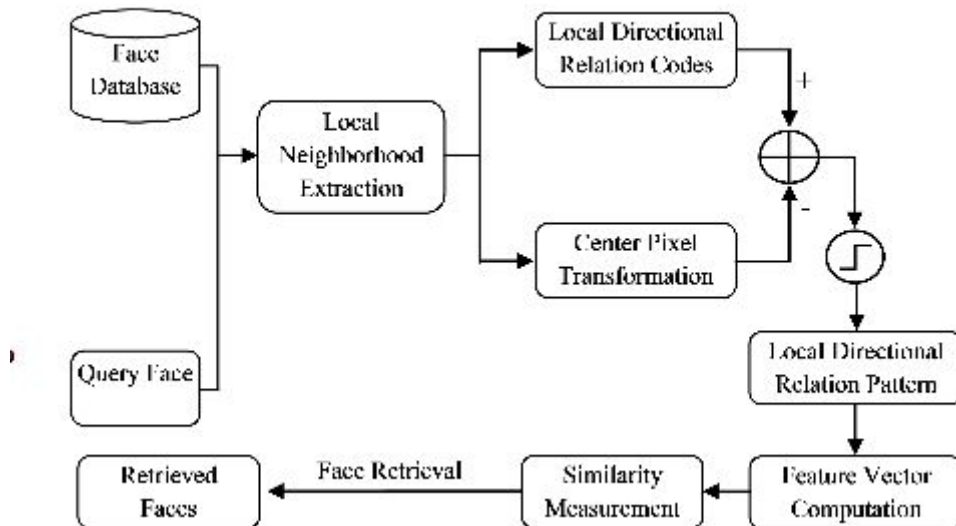 Face
Database
Local Directional
Relation Codes
+
Local
Neighborhood
Extraction
-
Center Pixel
Transformation
Query Face
Local Directional
Relation Pattern
Retrieved
Faces
Face Retrieval
Similarity
Measurement
Feature Vector
Computation